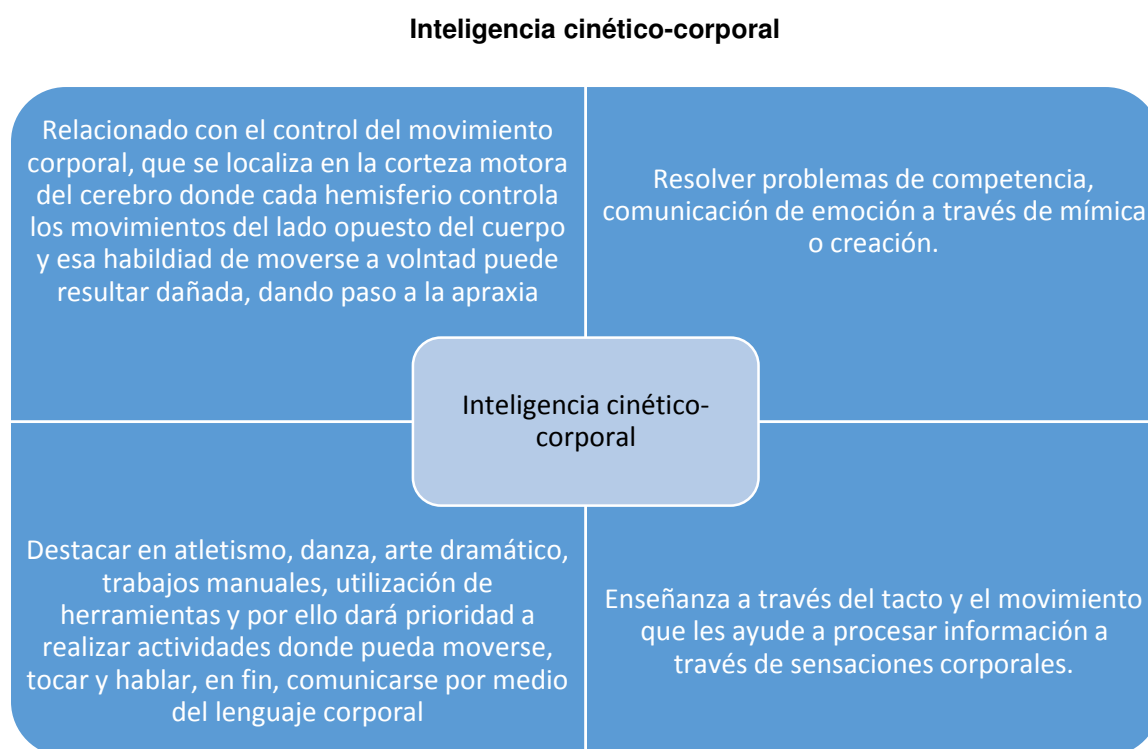 Inteligencia cinético-corporal
Relacionado con el control del movimiento
corporal, que se localiza en la corteza motora
del cerebro donde cada hemisferio controla
los movimientos del lado opuesto del cuerpo
y esa habildiad de moverse a volntad puede
resultar dañada, dando paso a la apraxia
Resolver problemas de competencia,
comunicación de emoción a través de mímica
o creación.
Inteligencia cinético-
corporal
Destacar en atletismo, danza, arte dramático,
trabajos manuales, utilización de
herramientas y por ello dará prioridad a
realizar actividades donde pueda moverse,
tocar y hablar, en fin, comunicarse por medio
del lenguaje corporal
Enseñanza a través del tacto y el movimiento
que les ayude a procesar información a
través de sensaciones corporales.